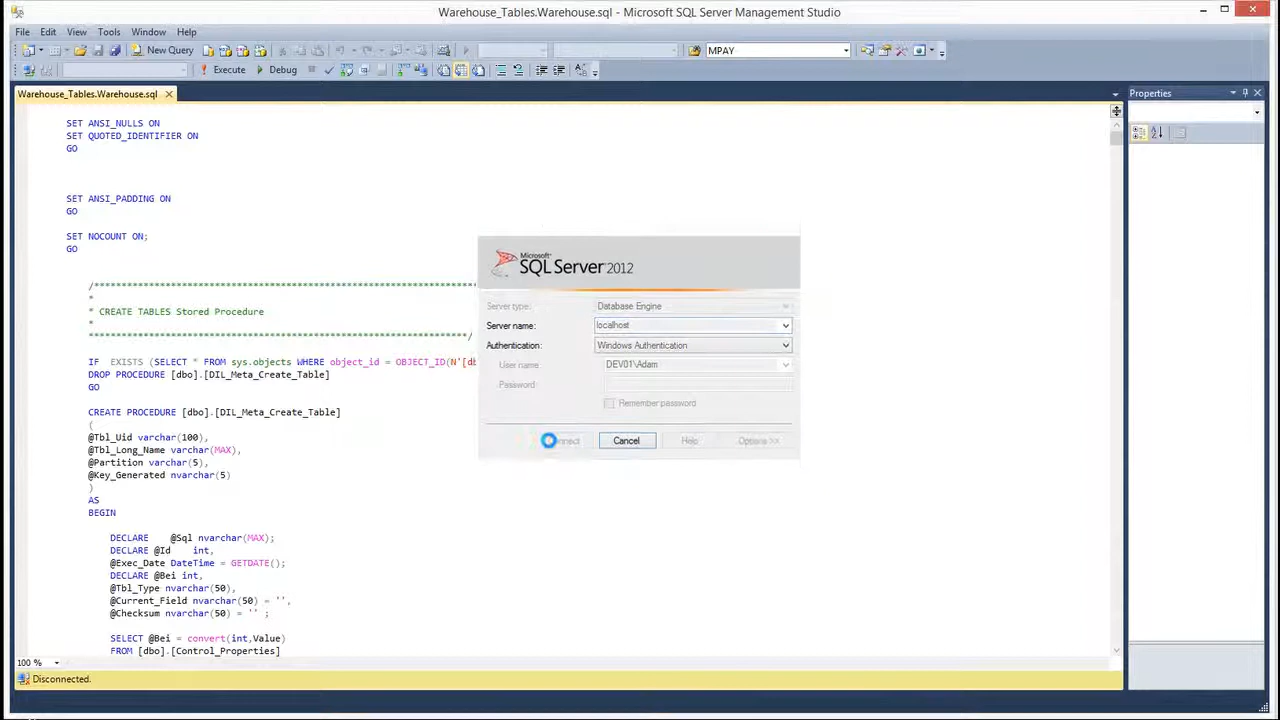 Warehouse_Tables.Warehouse.sql - Microsoft SQL Server Management Studio
File Edit View Tools Window Help
New Query
MPAY
Execute Debug
Warehouse_Tables.Warehouse.sql
Properties
SET ANSI_NULLS ON
SET QUOTED_IDENTIFIER ON
GO
SET ANSI_PADDING ON
GO
SET NOCOUNT ON;
GO
*
* CREATE TABLES Stored Procedure
*
IF EXISTS (SELECT * FROM sys.objects WHERE object_id = OBJECT_ID(N'[db
DROP PROCEDURE [dbo].[DIL_Meta_Create_Table]
GO
CREATE PROCEDURE [dbo].[DIL_Meta_Create_Table]
(
@Tbl_Uid varchar(100),
@Tbl_Long_Name varchar(MAX),
@Partition varchar(5),
@Key_Generated nvarchar(5)
)
AS
BEGIN
DECLARE @Sql nvarchar(MAX);
DECLARE @Id int,
@Exec_Date DateTime = GETDATE();
DECLARE @Bei int,
@Tbl_Type nvarchar(50),
@Current_Field nvarchar(50) = '',
@Checksum nvarchar(50) = '' ;
SELECT @Bei = convert(int,Value)
FROM [dbo].[Control_Properties]
100 %
Disconnected.
Microsoft
SQL Server 2012
Server type: Database Engine
Server name: localhost
Authentication: Windows Authentication
User name: DEV01\Adam
Password:
Remember password
Cancel Help Options >>